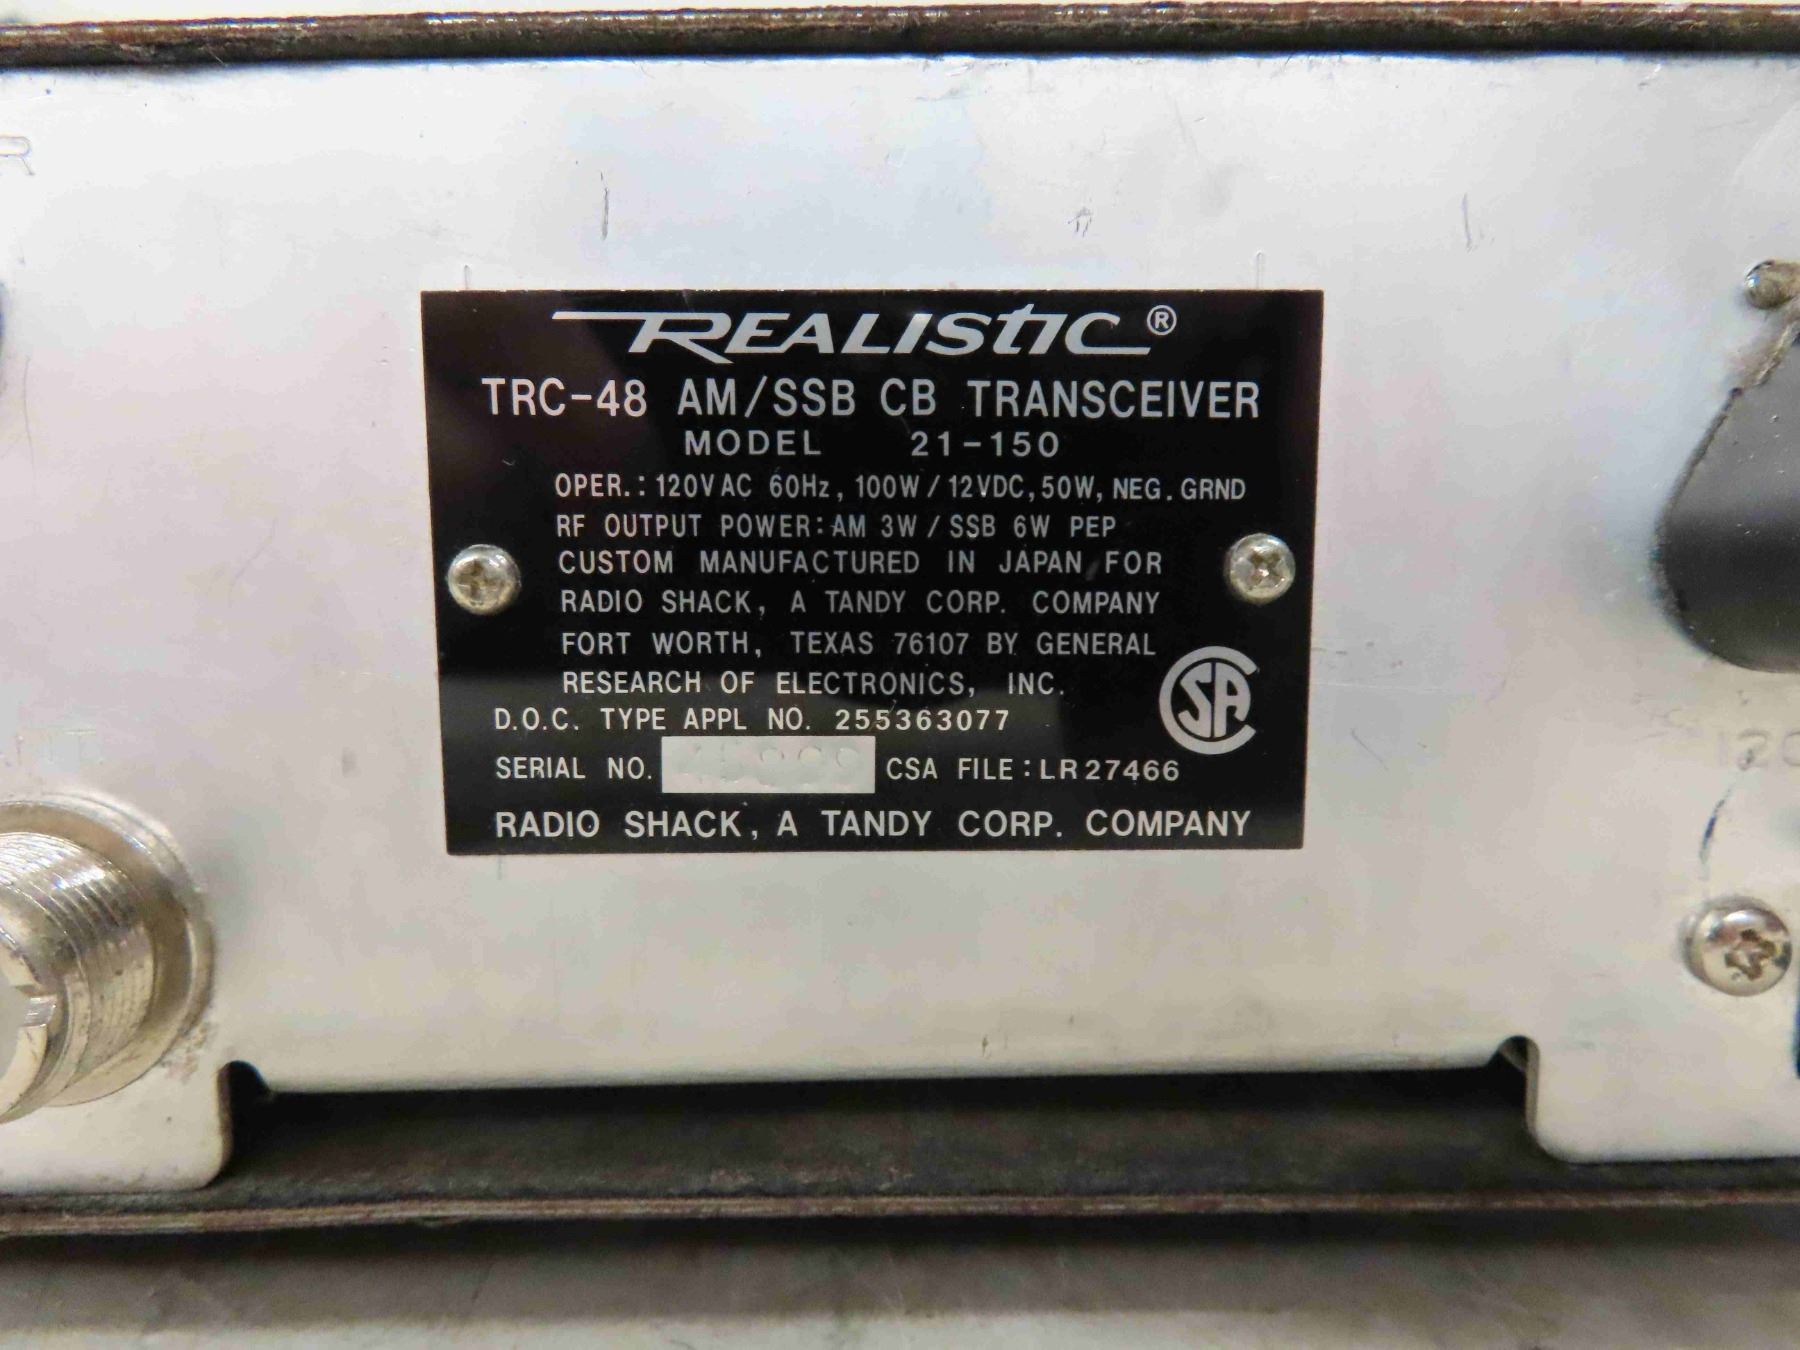 REALISTIC ®
TRC-48 AM/SSB CB TRANSCEIVER
MODEL 21-150
OPER.: 120VAC 60Hz, 100W / 12VDC, 50W, NEG. GRND
RF OUTPUT POWER: AM 3W / SSB 6W PEP
CUSTOM MANUFACTURED IN JAPAN FOR
RADIO SHACK, A TANDY CORP. COMPANY
FORT WORTH, TEXAS 76107 BY GENERAL
RESEARCH OF ELECTRONICS, INC.
CSA
D.O.C. TYPE APPL NO. 255363077
SERIAL NO. CSA FILE: LR27466
RADIO SHACK, A TANDY CORP. COMPANY